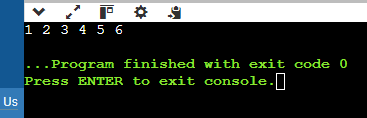 1 2 3 4 5 6
...Program finished with exit code 0
Press ENTER to exit console.
Us